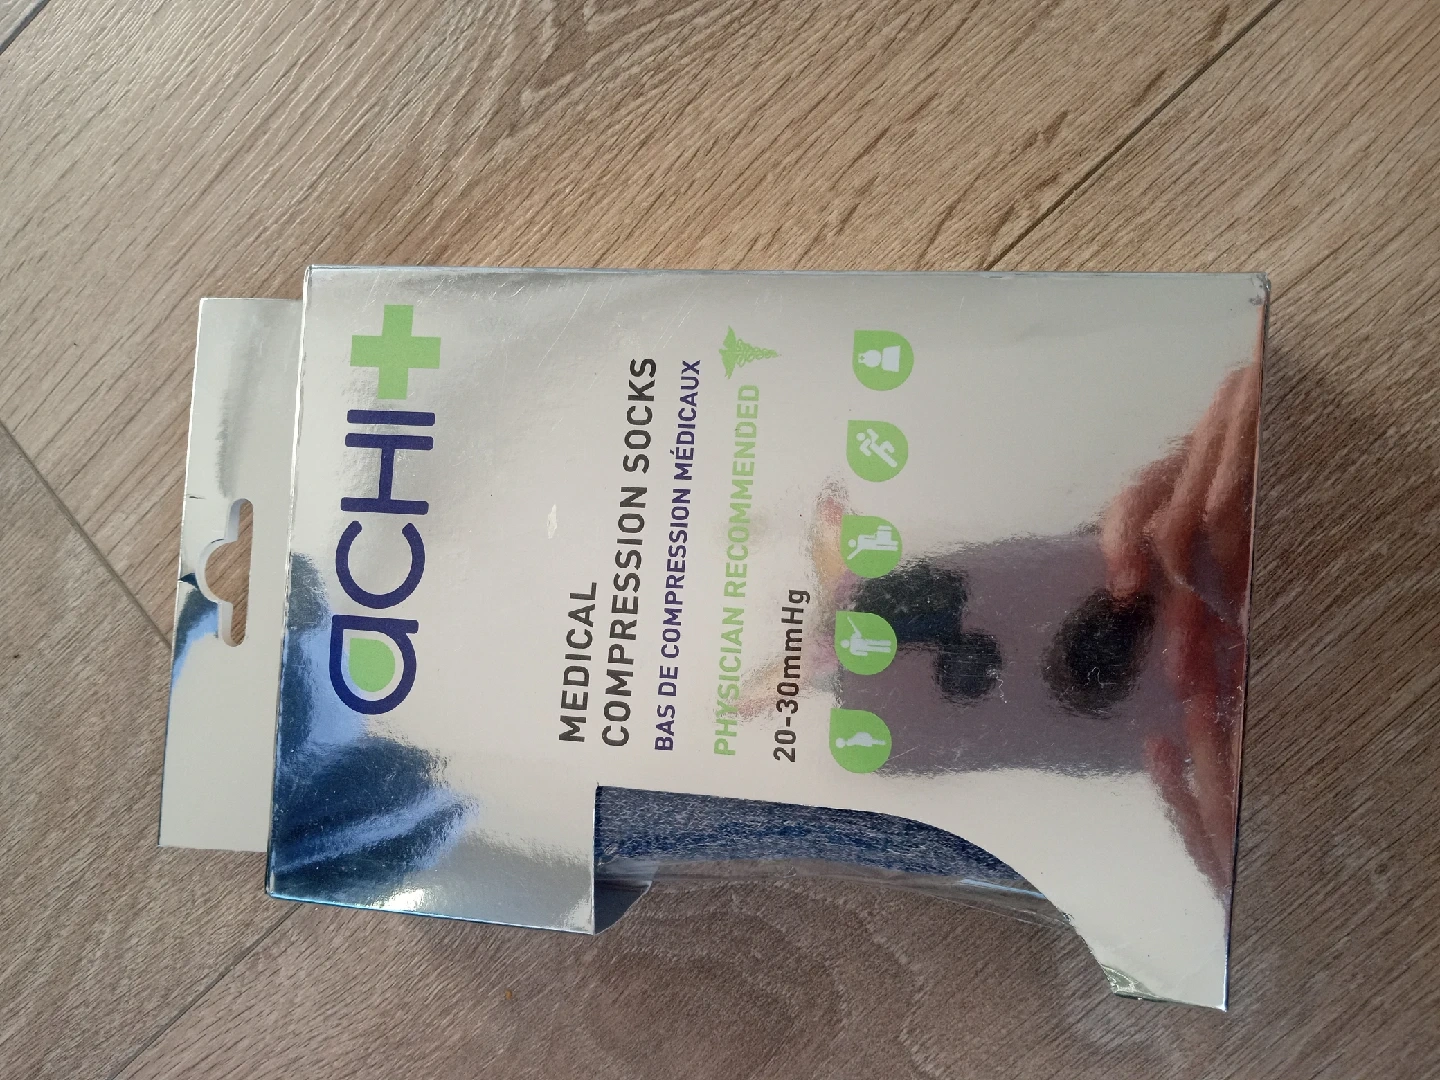 aCHI+
MEDICAL
COMPRESSION SOCKS
BAS DE COMPRESSION MÉDICAUX
PHYSICIAN RECOMMENDED
20-30mmHg